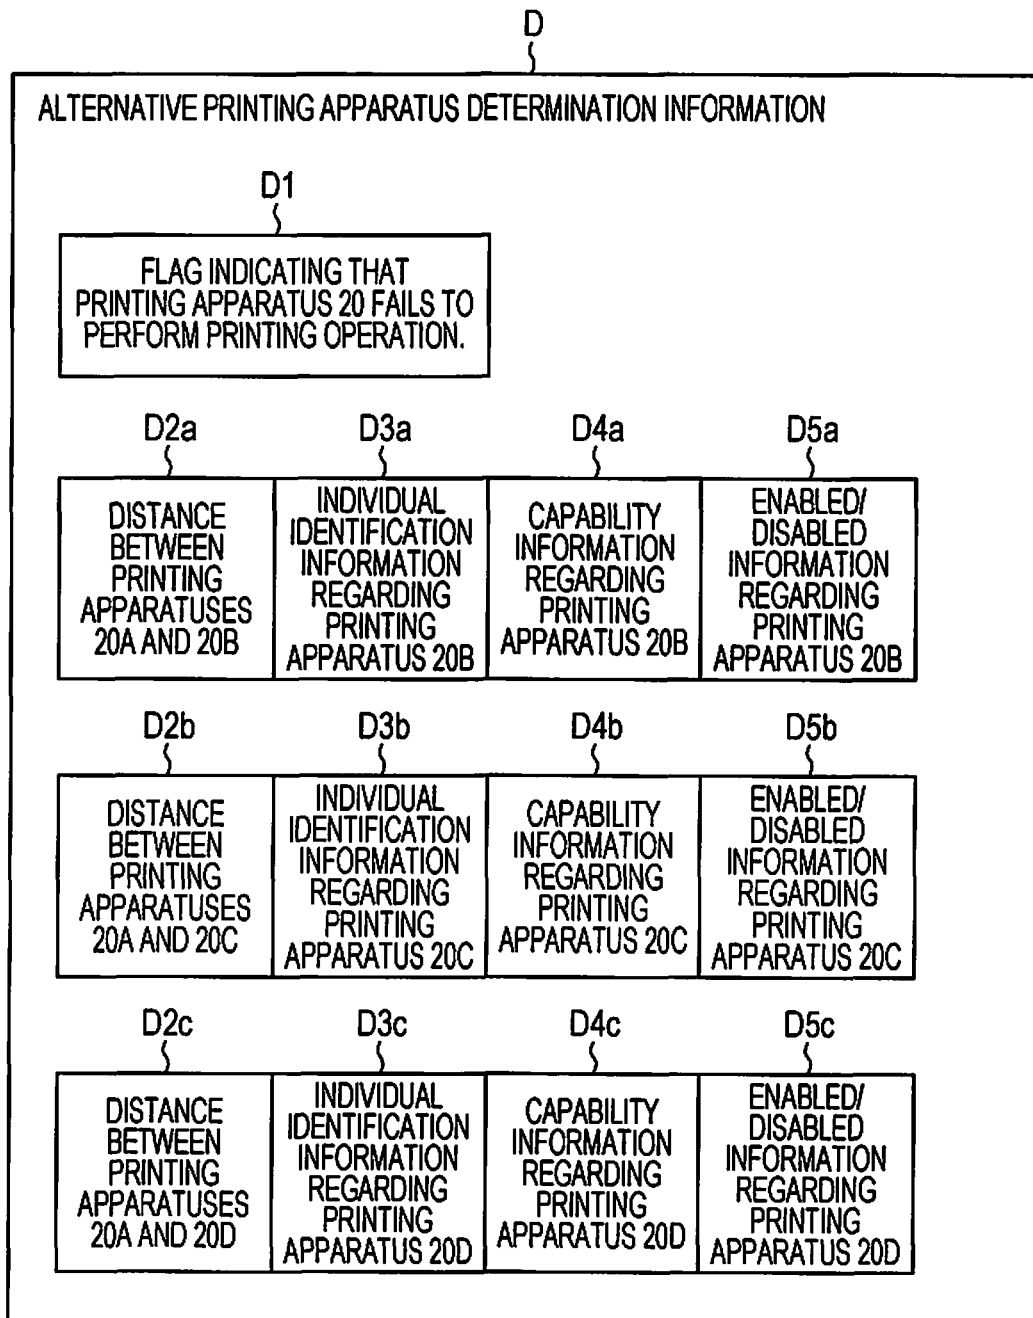 D
ALTERNATIVE PRINTING APPARATUS DETERMINATION INFORMATION
D1
FLAG INDICATING THAT
PRINTING APPARATUS 20 FAILS TO
PERFORM PRINTING OPERATION.
D2a
DISTANCE
BETWEEN
PRINTING
APPARATUSES
20A AND 20B
D3a
INDIVIDUAL
IDENTIFICATION
INFORMATION
REGARDING
PRINTING
APPARATUS 20B
D4a
CAPABILITY
INFORMATION
REGARDING
PRINTING
APPARATUS 20B
D5a
ENABLED/
DISABLED
INFORMATION
REGARDING
PRINTING
APPARATUS 20B
D2b
DISTANCE
BETWEEN
PRINTING
APPARATUSES
20A AND 20C
D3b
INDIVIDUAL
IDENTIFICATION
INFORMATION
REGARDING
PRINTING
APPARATUS 20C
D4b
CAPABILITY
INFORMATION
REGARDING
PRINTING
APPARATUS 20C
D5b
ENABLED/
DISABLED
INFORMATION
REGARDING
PRINTING
APPARATUS 20C
D2c
DISTANCE
BETWEEN
PRINTING
APPARATUSES
20A AND 20D
D3c
INDIVIDUAL
IDENTIFICATION
INFORMATION
REGARDING
PRINTING
APPARATUS 20D
D4c
CAPABILITY
INFORMATION
REGARDING
PRINTING
APPARATUS 20D
D5c
ENABLED/
DISABLED
INFORMATION
REGARDING
PRINTING
APPARATUS 20D